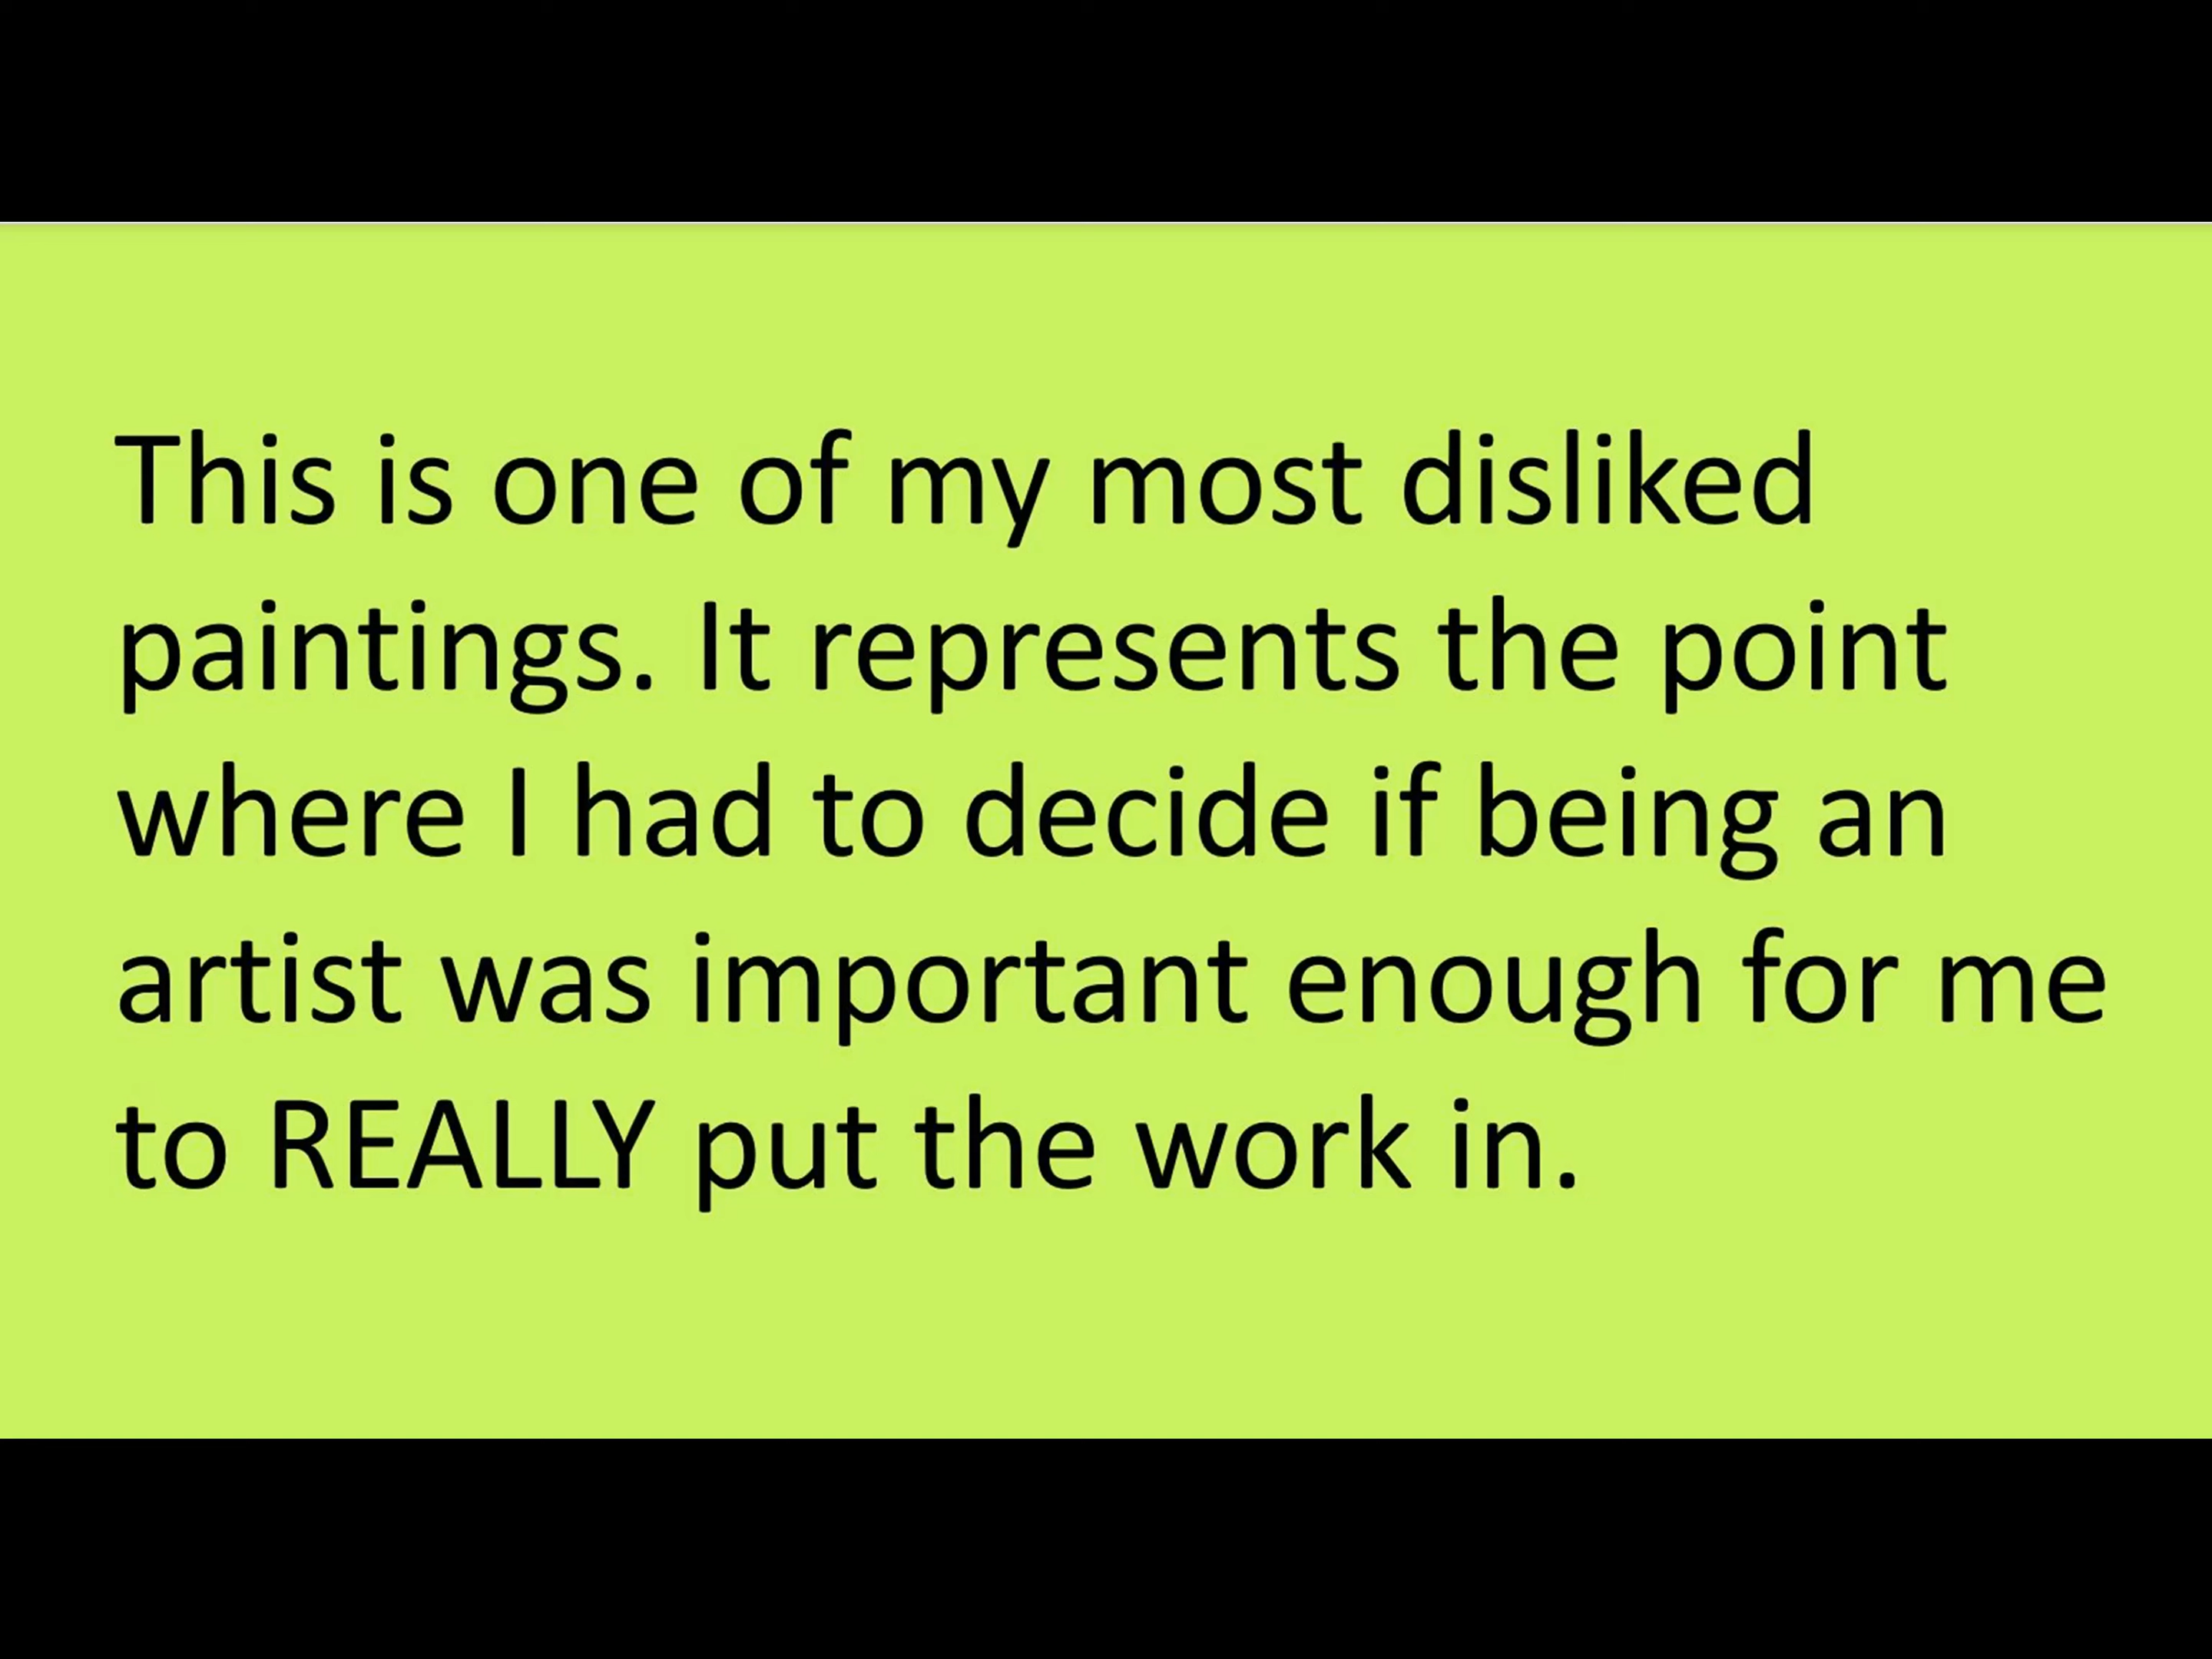 This is one of my most disliked
paintings. It represents the point
where I had to decide if being an
artist was important enough for me
to REALLY put the work in.